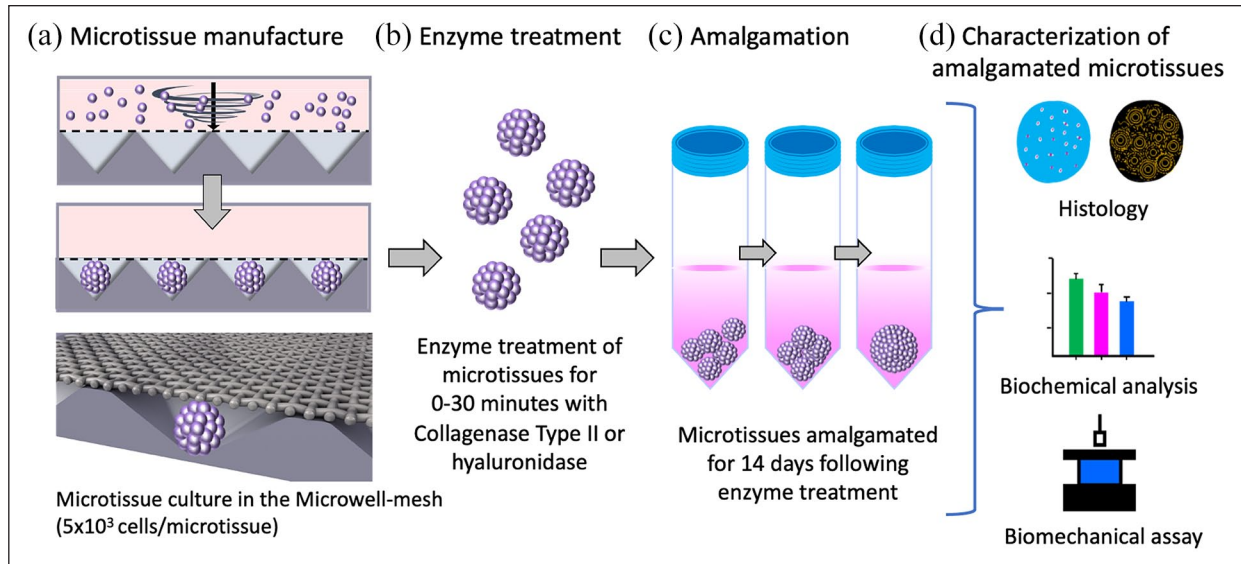 (a) Microtissue manufacture
Microtissue culture in the Microwell-mesh
(5x10³ cells/microtissue)
(b) Enzyme treatment
Enzyme treatment of
microtissues for
0-30 minutes with
Collagenase Type II or
hyaluronidase
(c) Amalgamation
Microtissues amalgamated
for 14 days following
enzyme treatment
(d) Characterization of
amalgamated microtissues
Histology
Biochemical analysis
Biomechanical assay